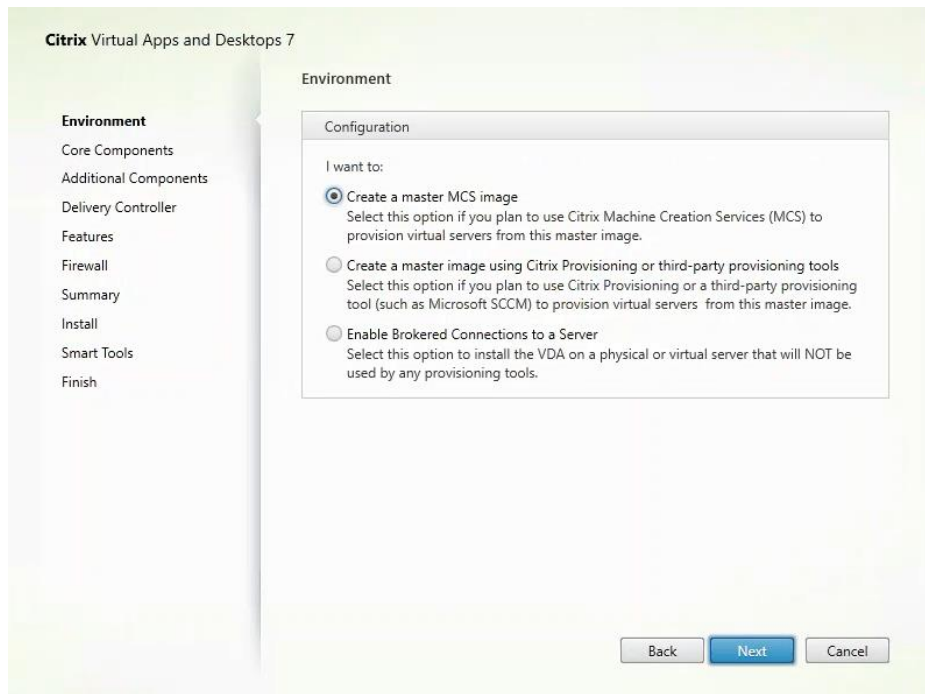 Citrix Virtual Apps and Desktops 7
Environment
Environment
Core Components
Additional Components
Delivery Controller
Features
Firewall
Summary
Install
Smart Tools
Finish
Configuration
I want to:
Create a master MCS image
Select this option if you plan to use Citrix Machine Creation Services (MCS) to
provision virtual servers from this master image.
Create a master image using Citrix Provisioning or third-party provisioning tools
Select this option if you plan to use Citrix Provisioning or a third-party provisioning
tool (such as Microsoft SCCM) to provision virtual servers from this master image.
Enable Brokered Connections to a Server
Select this option to install the VDA on a physical or virtual server that will NOT be
used by any provisioning tools.
Back
Next
Cancel